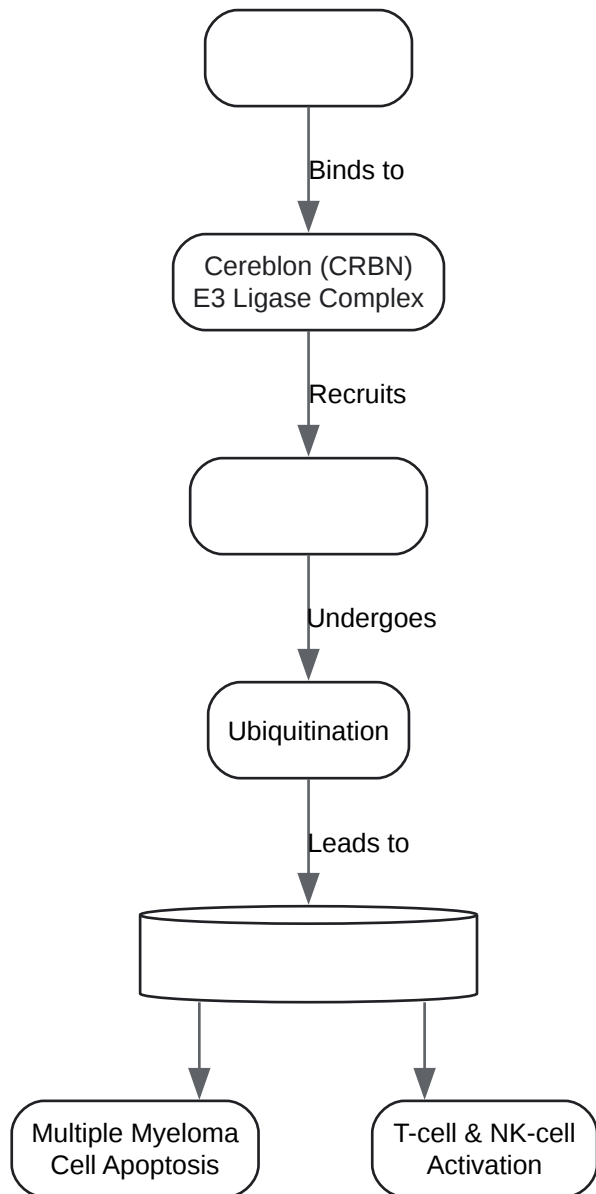 Binds to
Cereblon (CRBN)
E3 Ligase Complex
Recruits
Undergoes
Ubiquitination
Leads to
Multiple Myeloma
Cell Apoptosis
T-cell & NK-cell
Activation